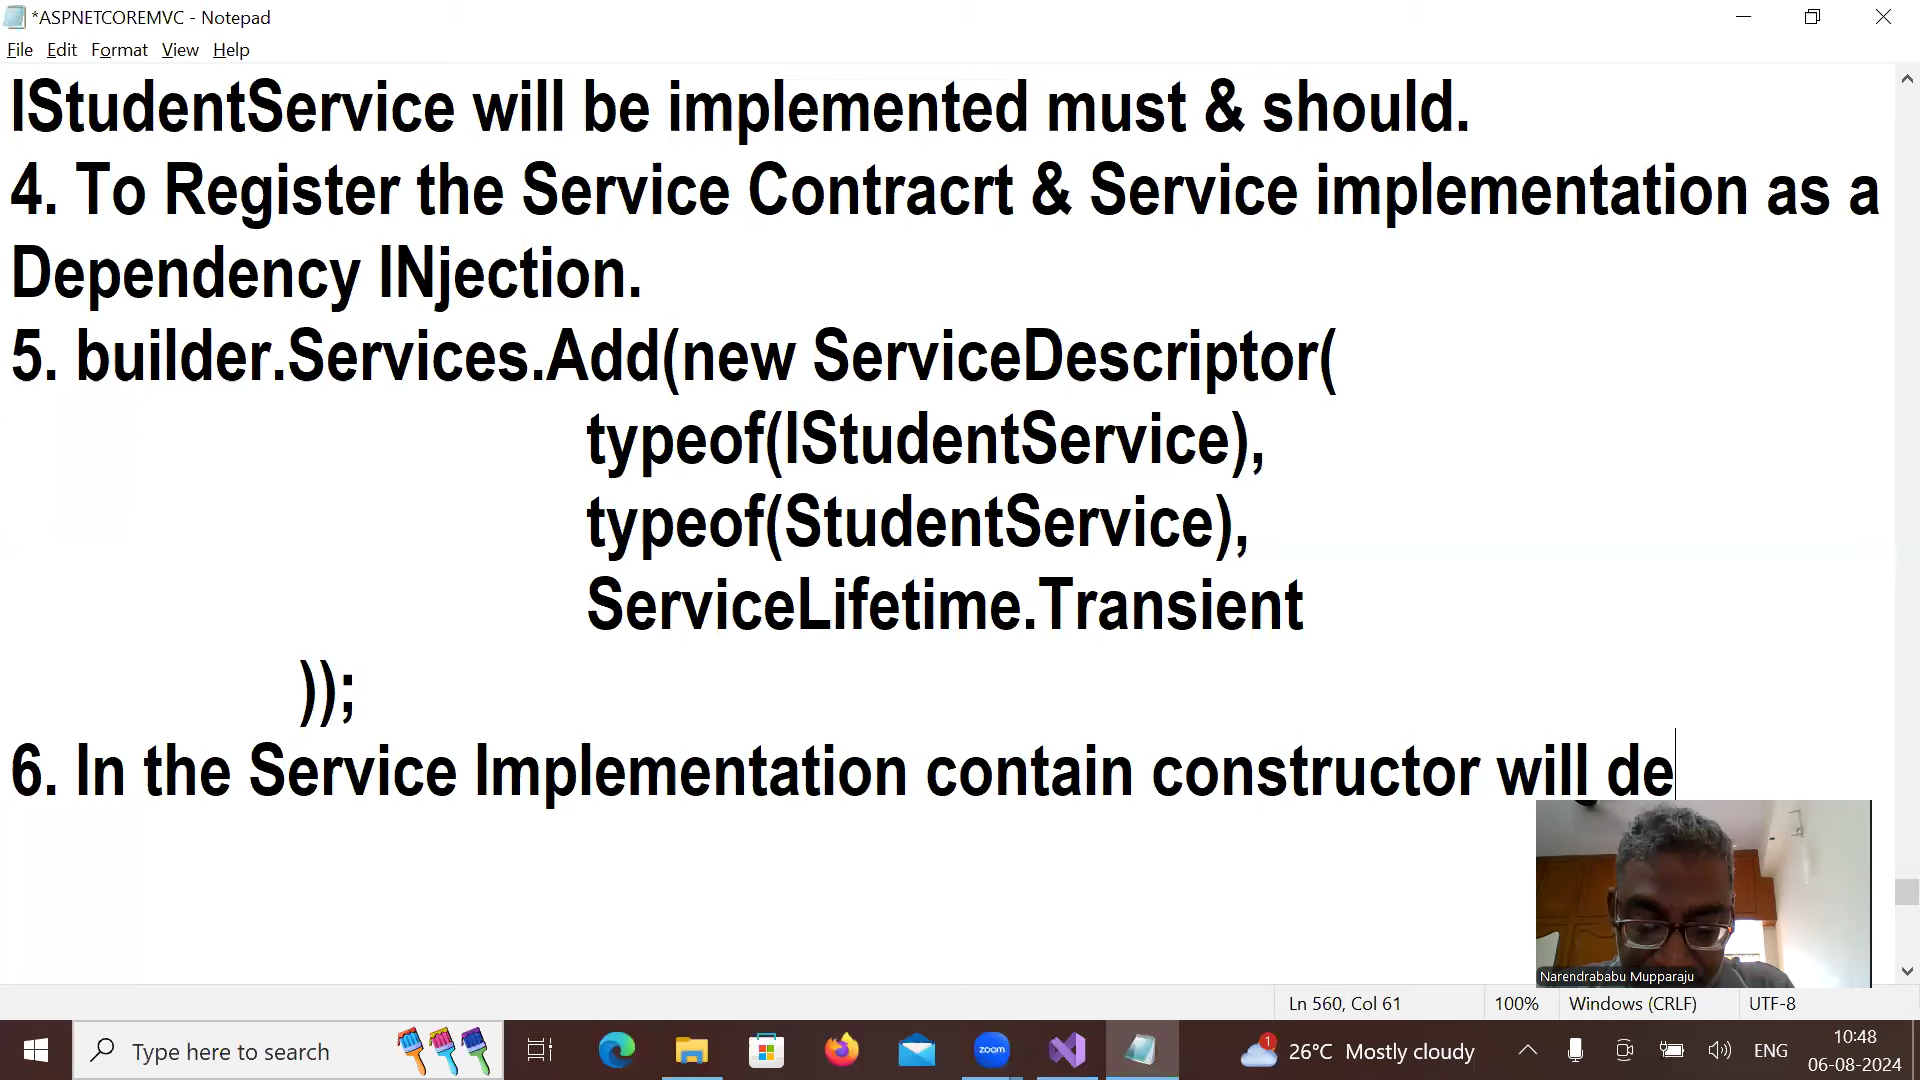 *ASPNETCOREMVC - Notepad
File Edit Format View Help
IStudentService will be implemented must & should.
4. To Register the Service Contracrt & Service implementation as a
Dependency INjection.
5. builder.Services.Add(new ServiceDescriptor(
typeof(IStudentService),
typeof(StudentService),
ServiceLifetime.Transient
));
6. In the Service Implementation contain constructor will de
Narendrababu Mupparaju
Ln 560, Col 61 100% Windows (CRLF) UTF-8
Type here to search
zoom
1
26°C Mostly cloudy
ENG
10:48
06-08-2024